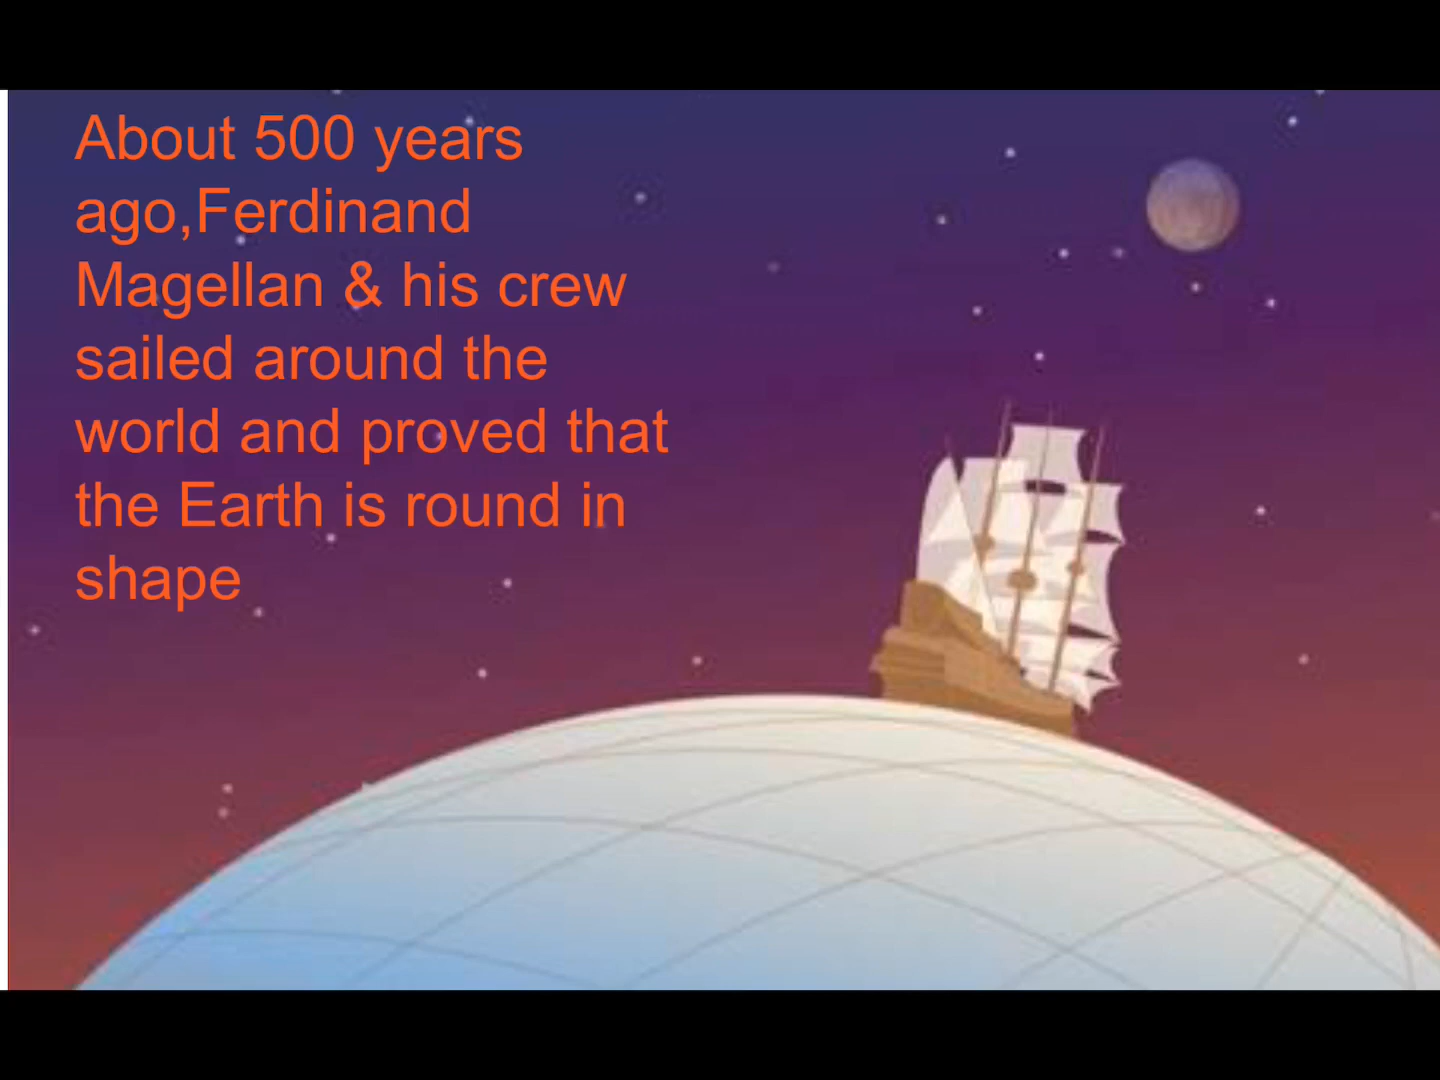 About 500 years
ago,Ferdinand
Magellan & his crew
sailed around the
world and proved that
the Earth is round in
shape